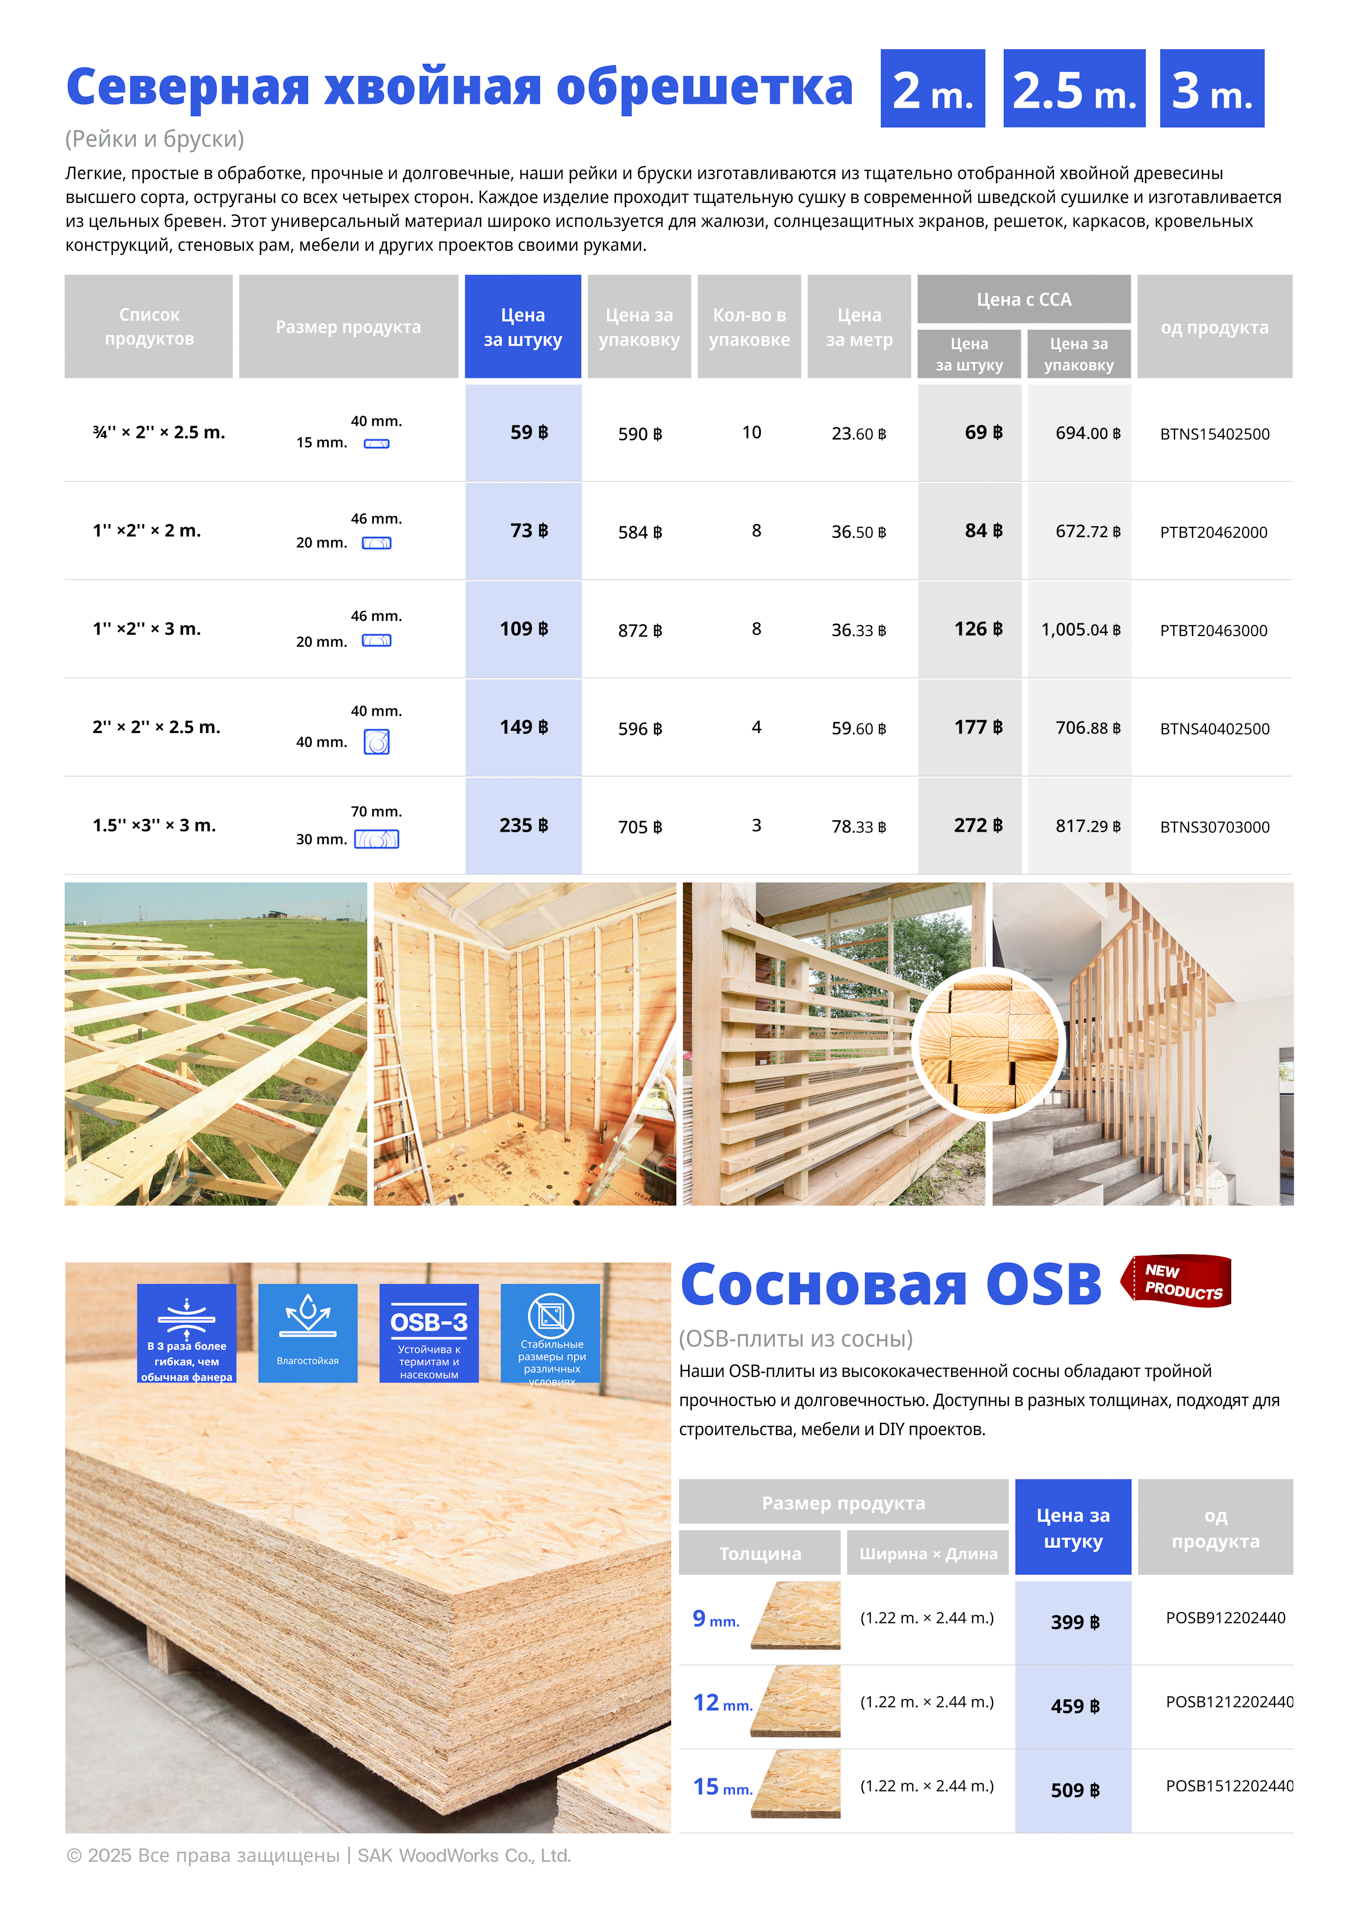 Северная хвойная обрешетка
2 m.
2.5 m.
3 m.
(Рейки и бруски)
Легкие, простые в обработке, прочные и долговечные, наши рейки и бруски изготавливаются из тщательно отобранной хвойной древесины
высшего сорта, оструганы со всех четырех сторон. Каждое изделие проходит тщательную сушку в современной шведской сушилке и изготавливается
из цельных бревен. Этот универсальный материал широко используется для жалюзи, солнцезащитных экранов, решеток, каркасов, кровельных
конструкций, стеновых рам, мебели и других проектов своими руками.
Список
продуктов
Размер продукта
Цена
за штуку
Цена за
упаковку
Кол-во в
упаковке
Цена
за метр
Цена с CCA
Цена
за штуку
Цена за
упаковку
од продукта
¾'' × 2'' × 2.5 m.
40 mm.
15 mm.
59 ฿
590 ฿
10
23.60 ฿
69 ฿
694.00 ฿
BTNS15402500
1'' ×2'' × 2 m.
46 mm.
20 mm.
73 ฿
584 ฿
8
36.50 ฿
84 ฿
672.72 ฿
PTBT20462000
1'' ×2'' × 3 m.
46 mm.
20 mm.
109 ฿
872 ฿
8
36.33 ฿
126 ฿
1,005.04 ฿
PTBT20463000
2'' × 2'' × 2.5 m.
40 mm.
40 mm.
149 ฿
596 ฿
4
59.60 ฿
177 ฿
706.88 ฿
BTNS40402500
1.5'' ×3'' × 3 m.
70 mm.
30 mm.
235 ฿
705 ฿
3
78.33 ฿
272 ฿
817.29 ฿
BTNS30703000
В 3 раза более
гибкая, чем
обычная фанера
Влагостойкая
OSB-3
Устойчива к
термитам и
насекомым
Стабильные
размеры при
различных
условиях
Сосновая OSB
NEW
PRODUCTS
(OSB-плиты из сосны)
Наши OSB-плиты из высококачественной сосны обладают тройной
прочностью и долговечностью. Доступны в разных толщинах, подходят для
строительства, мебели и DIY проектов.
Размер продукта
Толщина
Ширина × Длина
Цена за
штуку
од
продукта
9 mm.
(1.22 m. × 2.44 m.)
399 ฿
POSB912202440
12 mm.
(1.22 m. × 2.44 m.)
459 ฿
POSB1212202440
15 mm.
(1.22 m. × 2.44 m.)
509 ฿
POSB1512202440
© 2025 Все права защищены | SAK WoodWorks Co., Ltd.